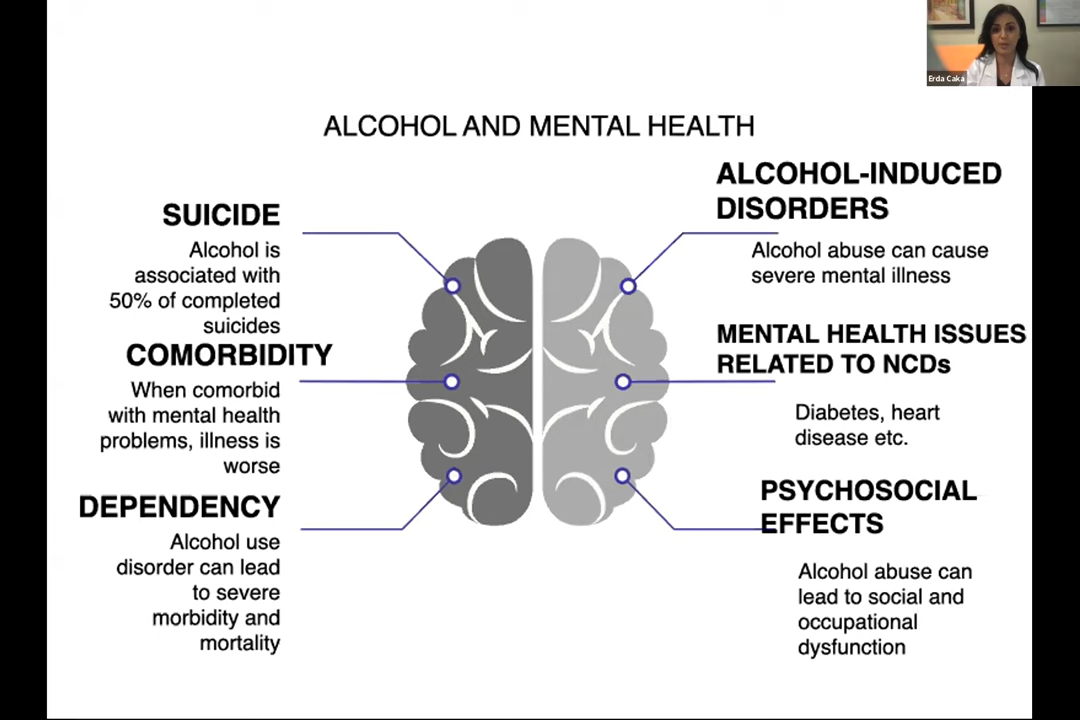 Erda Caka
ALCOHOL AND MENTAL HEALTH
SUICIDE
Alcohol is
associated with
50% of completed
suicides
COMORBIDITY
When comorbid
with mental health
problems, illness is
worse
DEPENDENCY
Alcohol use
disorder can lead
to severe
morbidity and
mortality
ALCOHOL-INDUCED
DISORDERS
Alcohol abuse can cause
severe mental illness
MENTAL HEALTH ISSUES
RELATED TO NCDs
Diabetes, heart
disease etc.
PSYCHOSOCIAL
EFFECTS
Alcohol abuse can
lead to social and
occupational
dysfunction